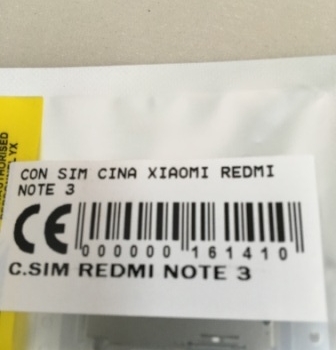 CON SIM CINA XIAOMI REDMI
NOTE 3
CE
000000 161410
C.SIM REDMI NOTE 3